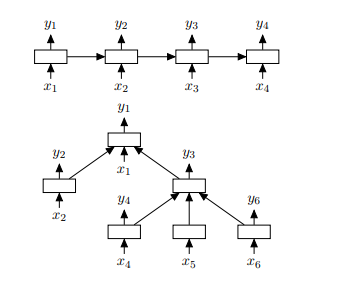 y₁ y₂ y₃ y₄
x₁ x₂ x₃ x₄
y₁
y₂ x₁ y₃
x₂ y₄ y₆
x₄ x₅ x₆